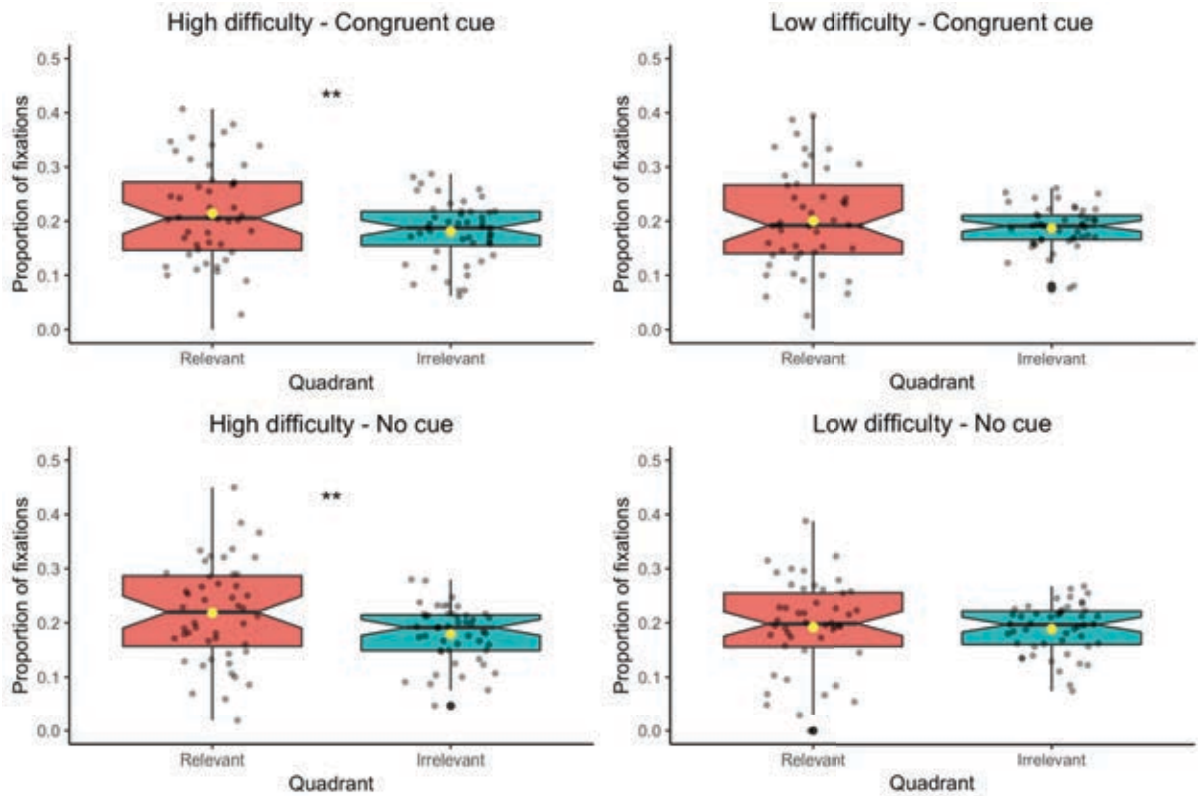 High difficulty - Congruent cue
Proportion of fixations
0.5
0.4
0.3
0.2
0.1
0.0
**
Relevant Irrelevant
Quadrant
Low difficulty - Congruent cue
Proportion of fixations
0.5
0.4
0.3
0.2
0.1
0.0
Relevant Irrelevant
Quadrant
High difficulty - No cue
Proportion of fixations
0.5
0.4
0.3
0.2
0.1
0.0
**
Relevant Irrelevant
Quadrant
Low difficulty - No cue
Proportion of fixations
0.5
0.4
0.3
0.2
0.1
0.0
Relevant Irrelevant
Quadrant